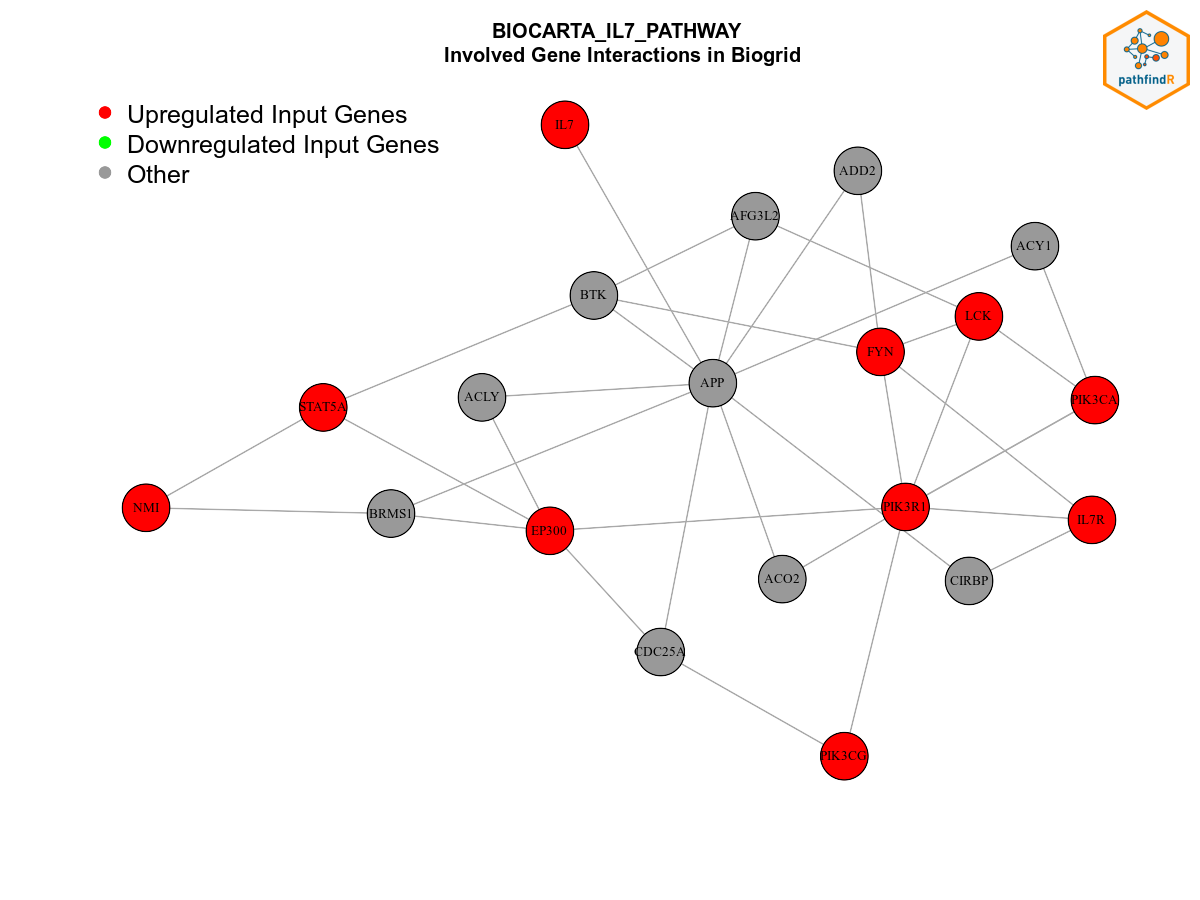 BIOCARTA_IL7_PATHWAY
Involved Gene Interactions in Biogrid
pathfindR
Upregulated Input Genes
Downregulated Input Genes
Other
IL7
ADD2
AFG3L2
ACY1
BTK
LCK
FYN
APP
ACLY
PIK3CA
STAT5A
NMI
BRMS1
EP300
PIK3R1
IL7R
ACO2
CIRBP
CDC25A
PIK3CG